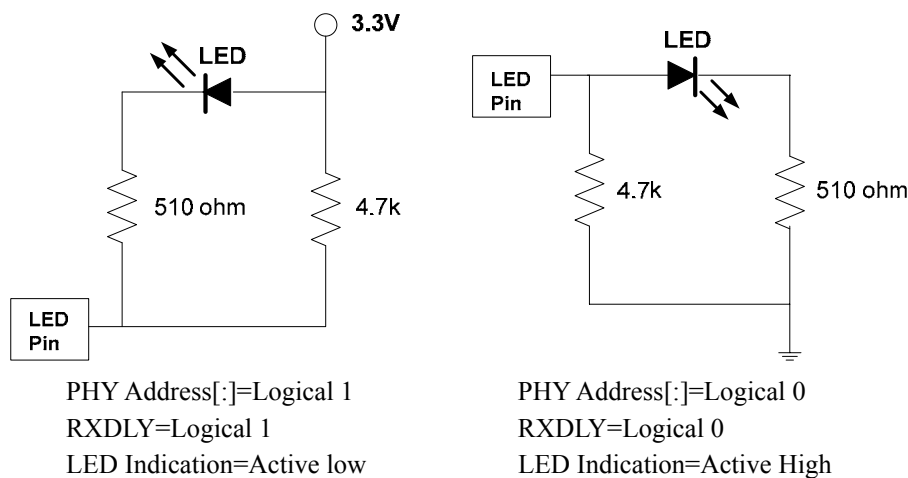 3.3V
LED
510 ohm
4.7k
LED
Pin
PHY Address[:]=Logical 1
RXDLY=Logical 1
LED Indication=Active low
LED
LED
Pin
4.7k
510 ohm
PHY Address[:]=Logical 0
RXDLY=Logical 0
LED Indication=Active High